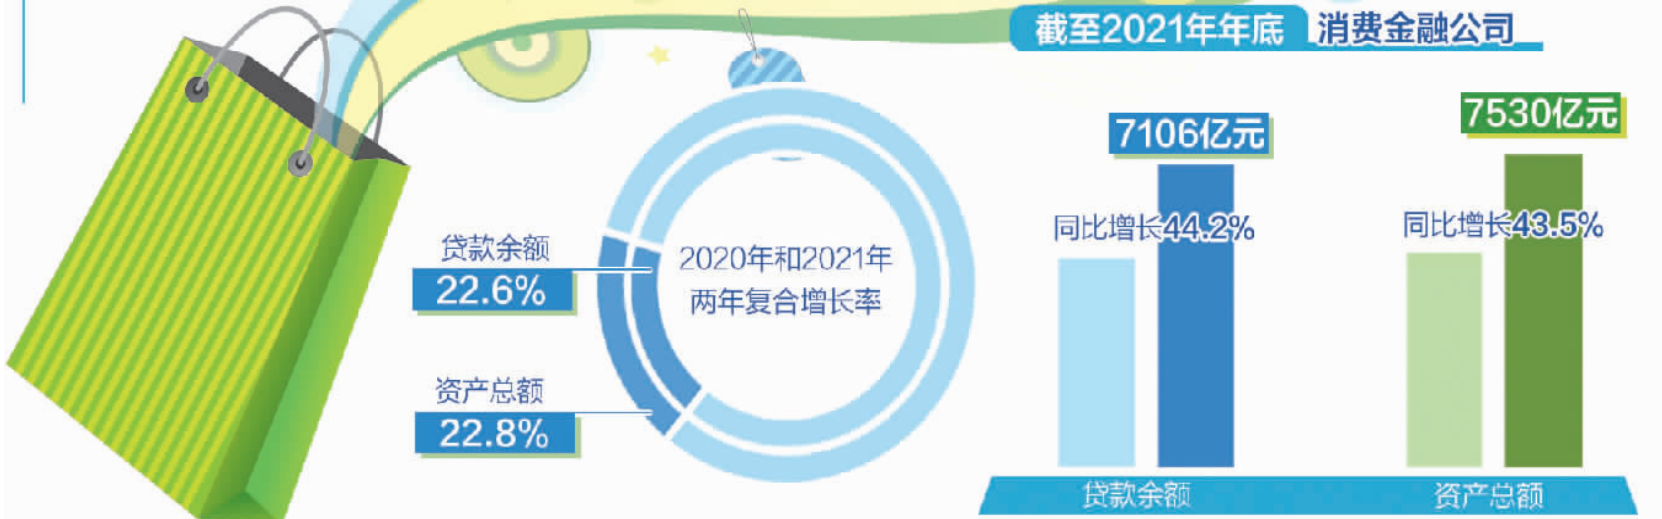 截至2021年年底 消费金融公司
贷款余额
22.6%
资产总额
22.8%
2020年和2021年
两年复合增长率
7106亿元
同比增长44.2%
贷款余额
7530亿元
同比增长43.5%
资产总额